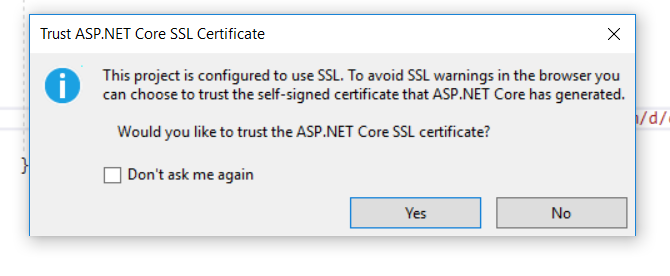 Trust ASP.NET Core SSL Certificate
This project is configured to use SSL. To avoid SSL warnings in the browser you
can choose to trust the self-signed certificate that ASP.NET Core has generated.
Would you like to trust the ASP.NET Core SSL certificate?
/d/
}
Don't ask me again
Yes No